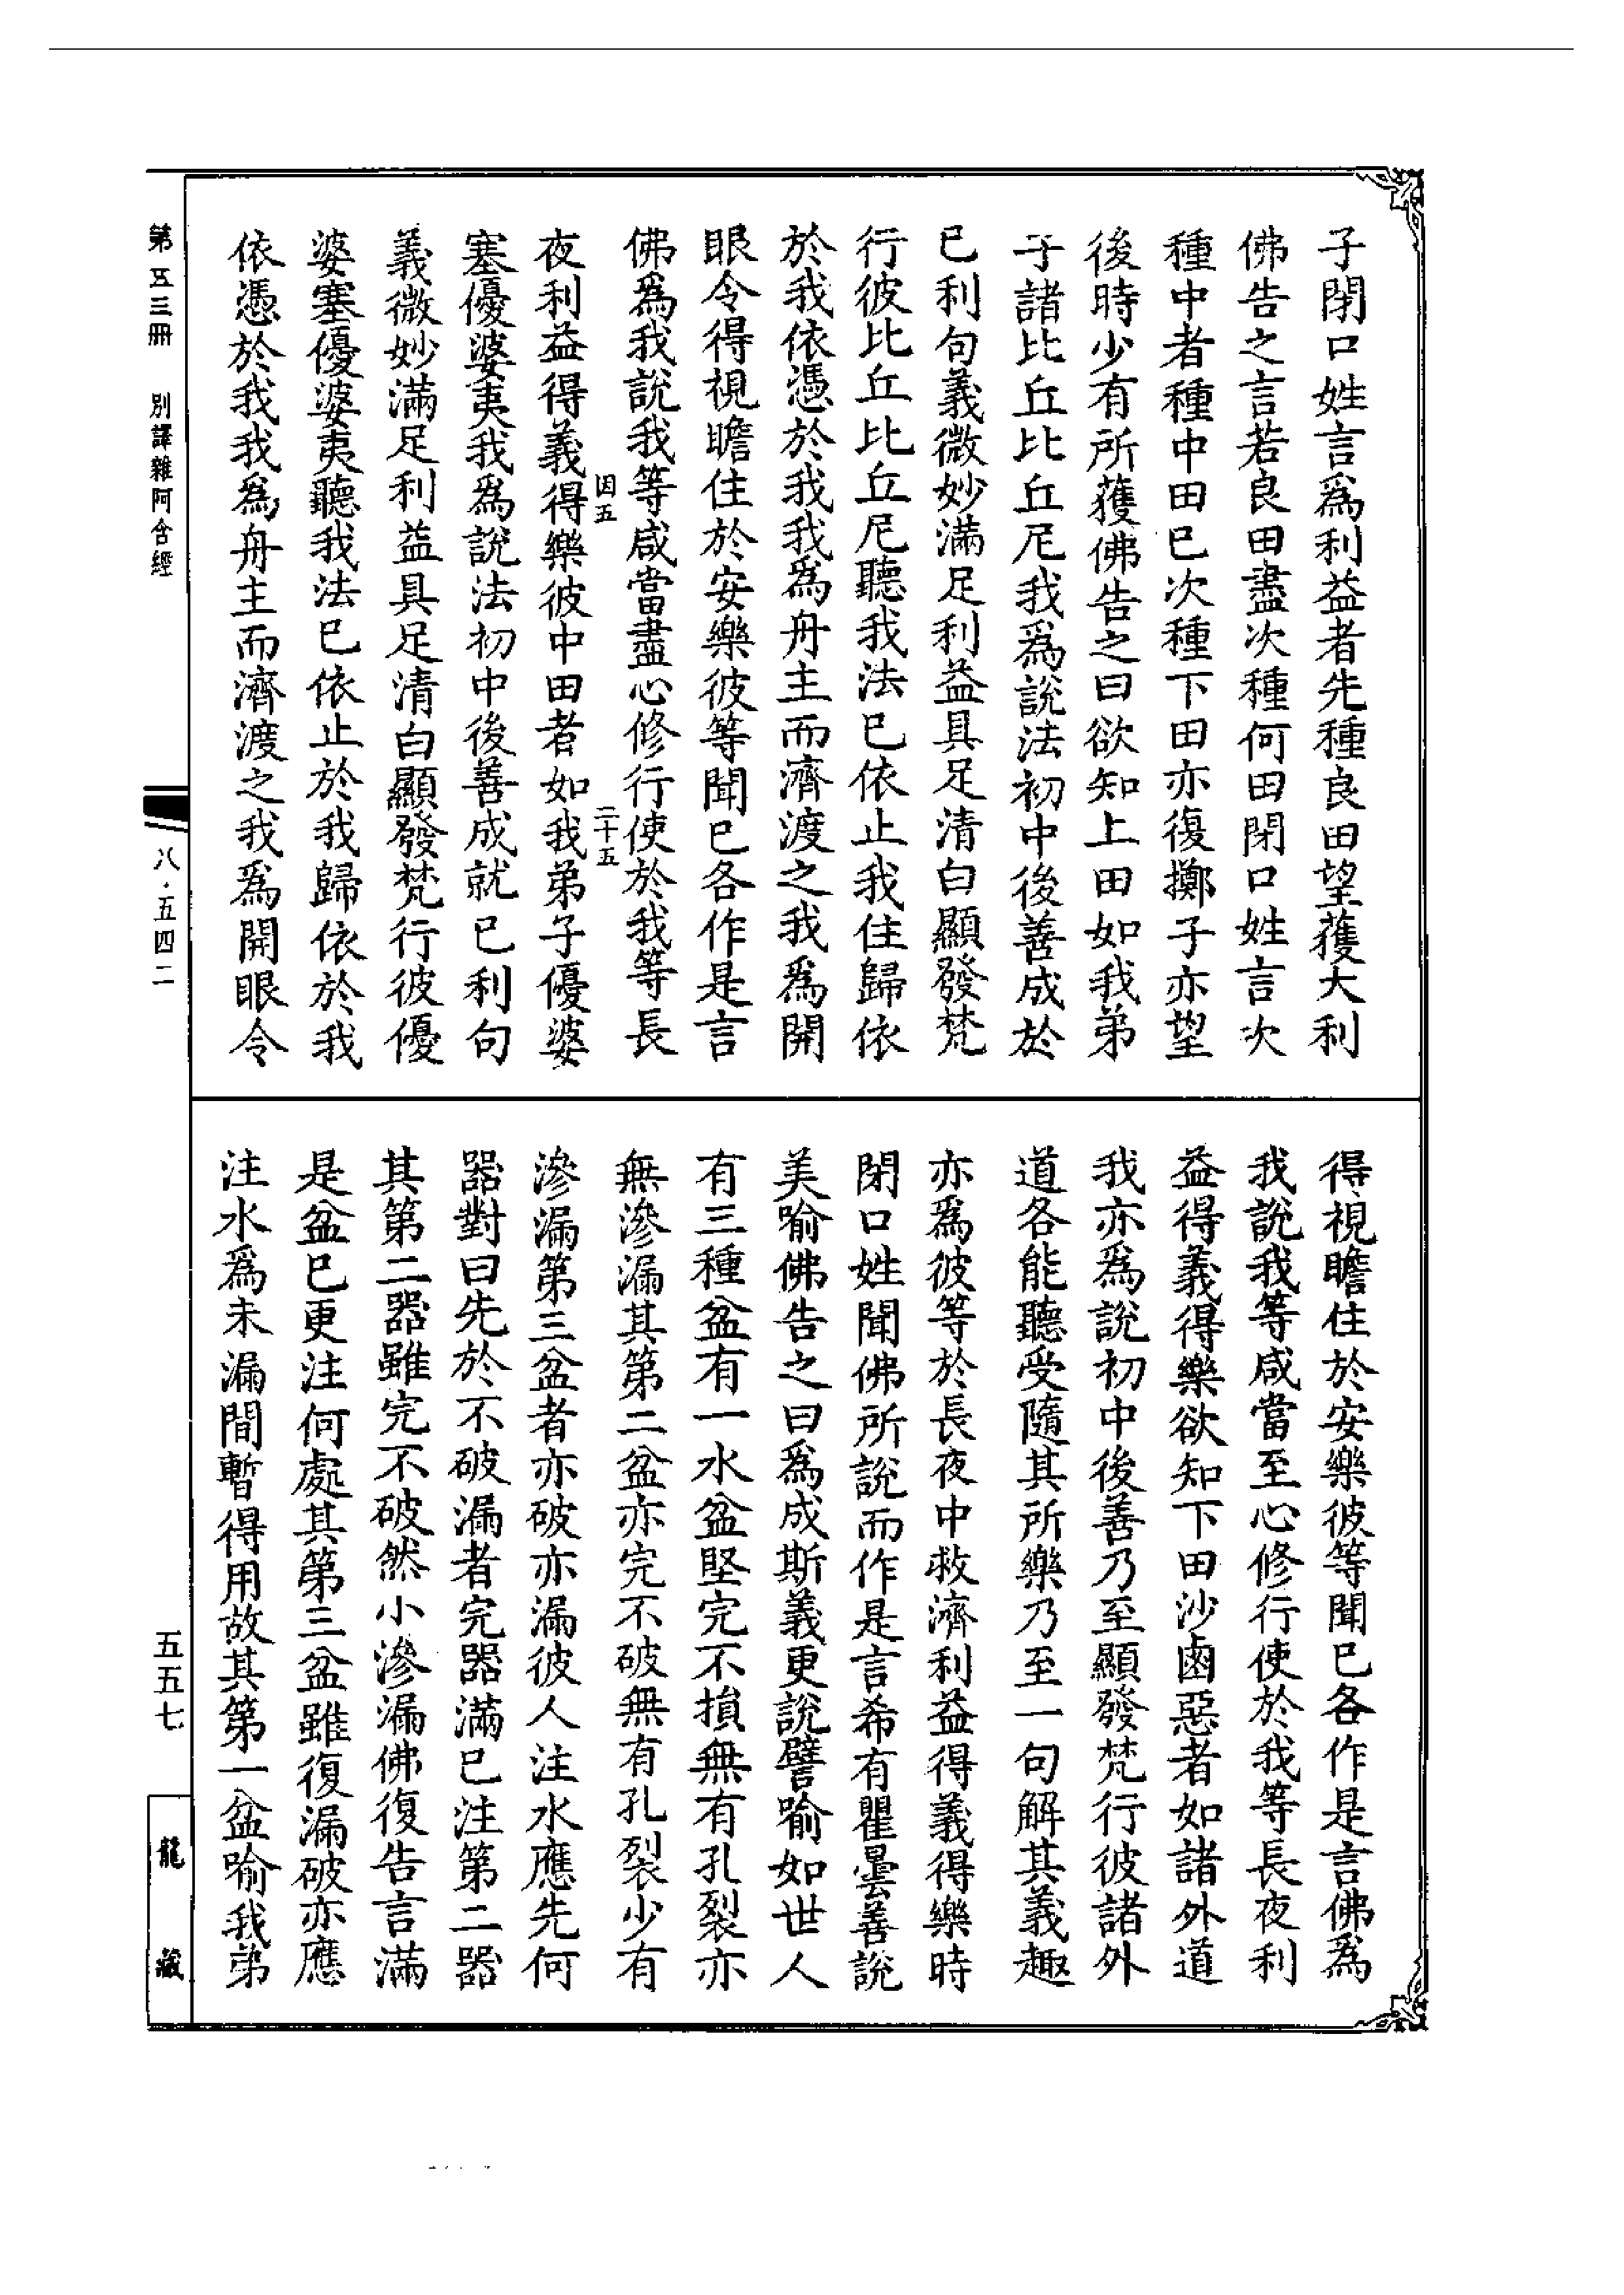 子閉口姓言爲利益者先種良田望獲大利
佛告之言若良田盡次種何田閉口姓言次
種中者種中田已次種下田亦復擲子亦望
後時少有所獲佛告之曰欲知上田如我弟
子諸比丘比丘尼我爲說法初中後善成於
已利句義微妙滿足利益具足清白顯發梵
行彼比丘比丘尼聽我法已依止我住歸依
於我依憑於我我爲舟主而濟渡之我爲開
眼令得視瞻住於安樂彼等聞已各作是言
佛爲我說我等咸當盡心修行使於我等長
因五
二十五
夜利益得義得樂彼中田者如我弟子優婆
塞優婆夷我爲說法初中後善成就已利句
義微妙滿足利益具足清白顯發梵行彼優
婆塞優婆夷聽我法已依止於我歸依於我
依憑於我我爲舟主而濟渡之我爲開眼令
得視瞻住於安樂彼等聞已各作是言佛爲
我說我等咸當至心修行使於我等長夜利
益得義得樂欲知下田沙鹵惡者如諸外道
我亦爲說初中後善乃至顯發梵行彼諸外
道各能聽受隨其所樂乃至一句解其義趣
亦爲彼等於長夜中救濟利益得義得樂時
閉口姓聞佛所說而作是言希有瞿曇善說
美喻佛告之曰爲成斯義更說譬喻如世人
有三種盆有一水盆堅完不損無有孔裂亦
無滲漏其第二盆亦完不破無有孔裂少有
滲漏第三盆者亦破亦漏彼人注水應先何
器對曰先於不破漏者完器滿已注第二器
其第二器雖完不破然小滲漏佛復告言滿
是盆已更注何處其第三盆雖復漏破亦應
注水爲未漏間暫得用故其第一盆喻我弟
第五三冊 別譯雜阿含經
八·五四二
五五七
龍藏